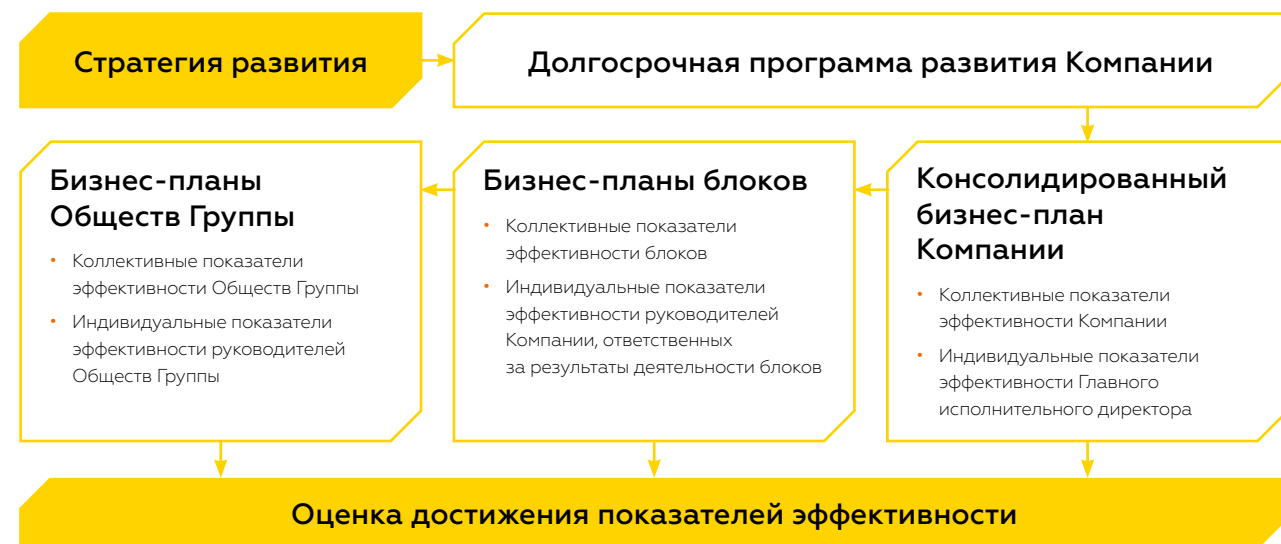 Стратегия развития
Долгосрочная программа развития Компании
Бизнес-планы
Обществ Группы
• Коллективные показатели
эффективности Обществ Группы
• Индивидуальные показатели
эффективности руководителей
Обществ Группы
Бизнес-планы блоков
• Коллективные показатели
эффективности блоков
• Индивидуальные показатели
эффективности руководителей
Компании, ответственных
за результаты деятельности блоков
Консолидированный
бизнес-план
Компании
• Коллективные показатели
эффективности Компании
• Индивидуальные показатели
эффективности Главного
исполнительного директора
Оценка достижения показателей эффективности